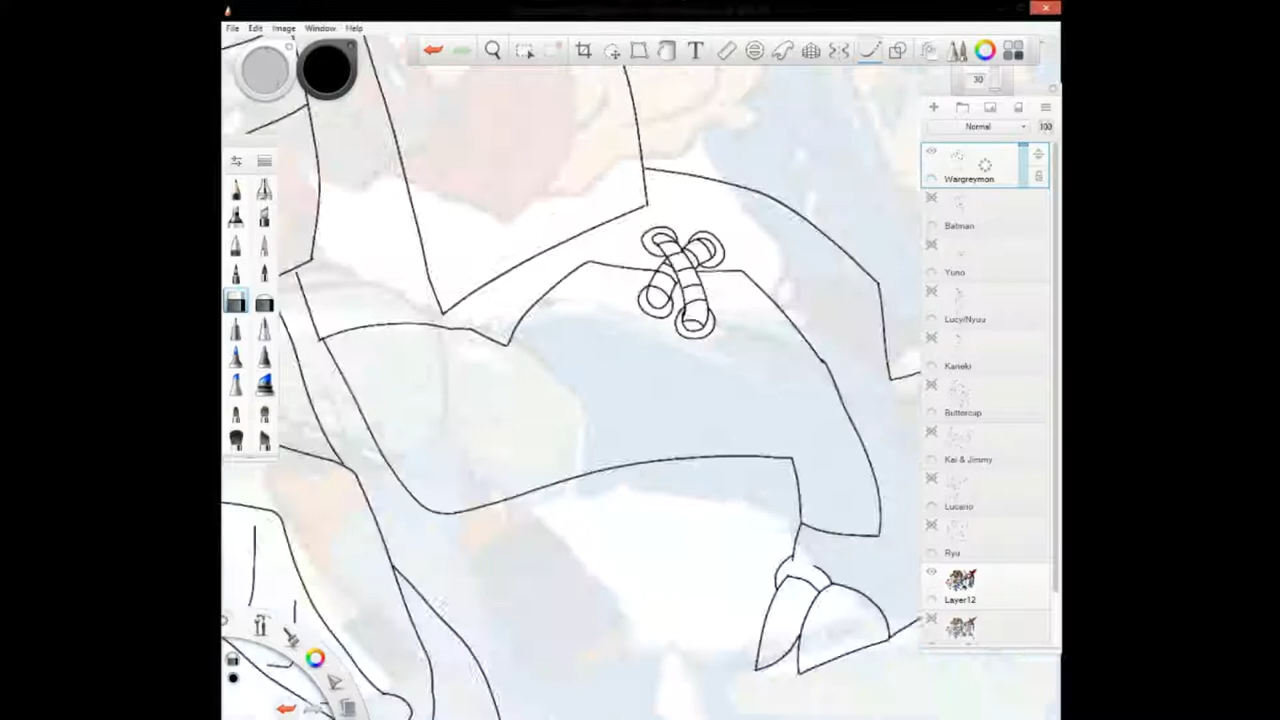 File Edit Image Window Help
T
30
Normal 100
Wargreymon
Batman
Yuno
Lucy/Nyuu
Kaneki
Buttercup
Kai & Jimmy
Lucario
Ryu
Layer12